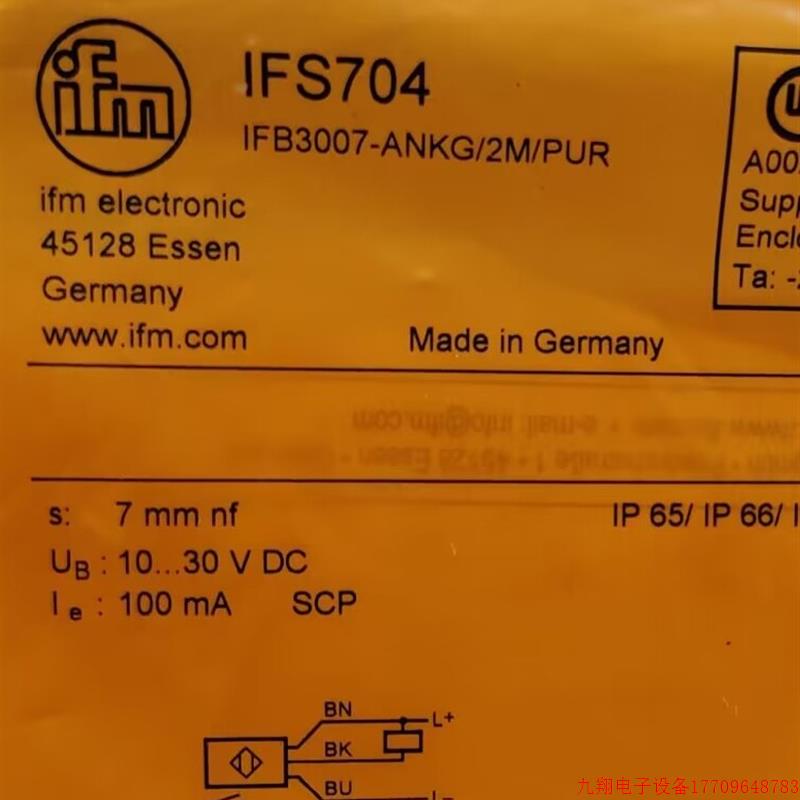 ifm
IFS704
IFB3007-ANKG/2M/PUR
ifm electronic
45128 Essen
Germany
www.ifm.com
Made in Germany
A00
Supp
Enclo
Ta: -
s: 7 mm nf
IP 65/ IP 66/ I
UB : 10...30 V DC
Ie : 100 mA SCP
BN
L+
BK
BU
L-
九翔电子设备17709648783